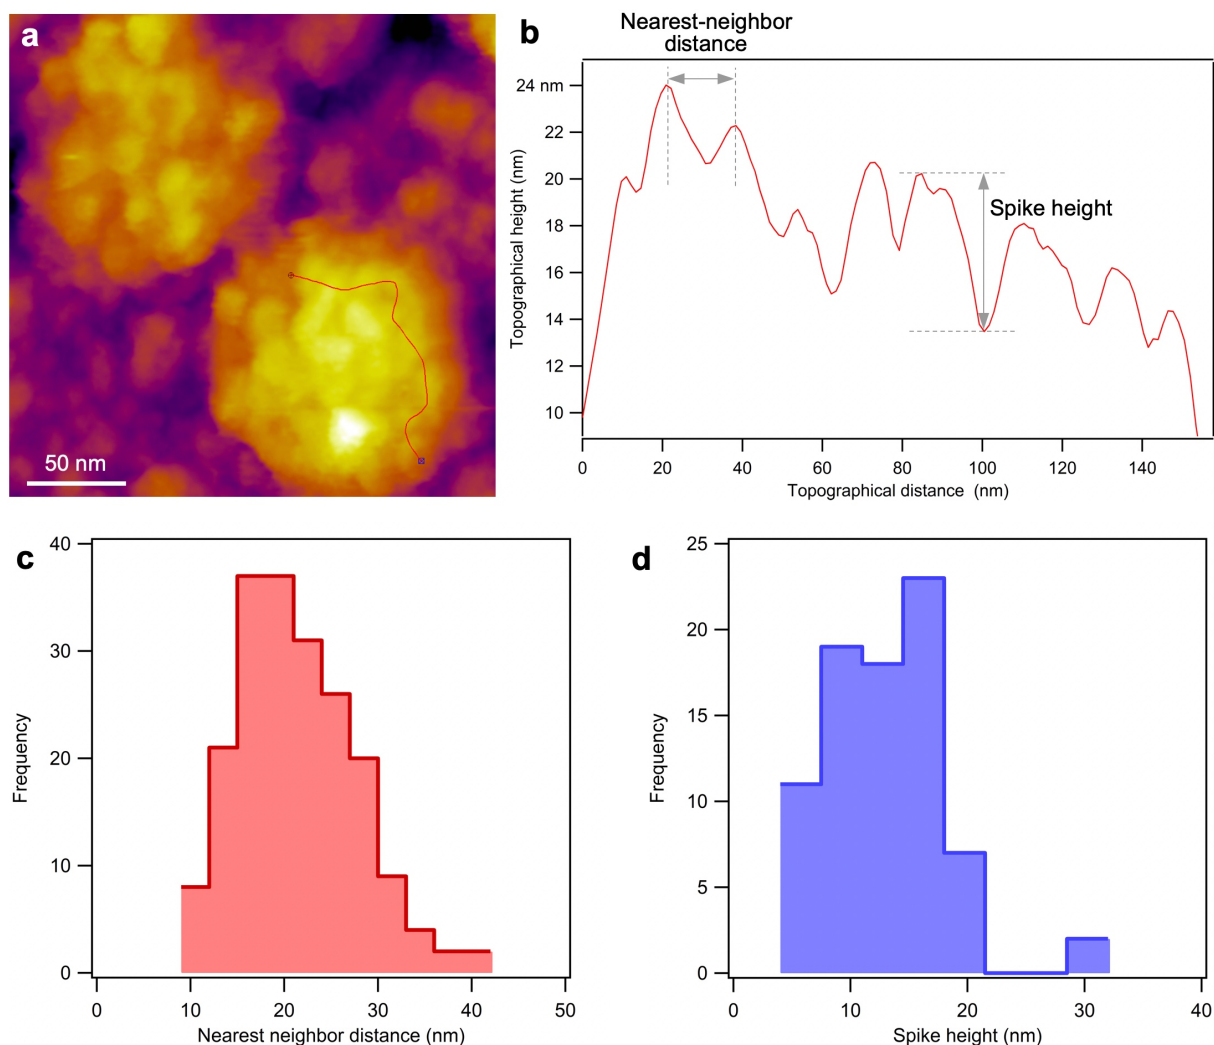 a
50 nm
b
Nearest-neighbor
distance
24 nm
22
20
18
16
14
12
10
Topographical height (nm)
Spike height
0 20 40 60 80 100 120 140
Topographical distance (nm)
c
40
30
20
10
0
Frequency
0 10 20 30 40 50
Nearest neighbor distance (nm)
d
25
20
15
10
5
0
Frequency
0 10 20 30 40
Spike height (nm)